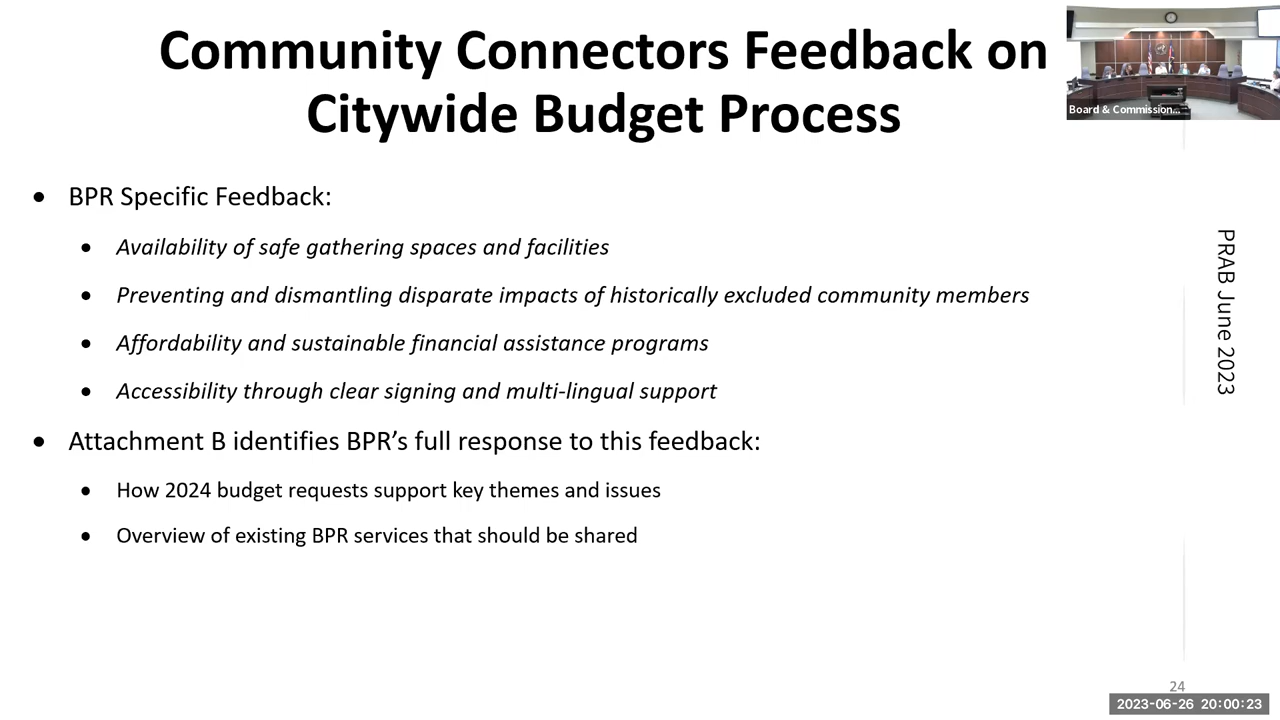 Community Connectors Feedback on
Citywide Budget Process
Board & Commission...
• BPR Specific Feedback:
• Availability of safe gathering spaces and facilities
• Preventing and dismantling disparate impacts of historically excluded community members
• Affordability and sustainable financial assistance programs
• Accessibility through clear signing and multi-lingual support
• Attachment B identifies BPR’s full response to this feedback:
• How 2024 budget requests support key themes and issues
• Overview of existing BPR services that should be shared
PRAB June 2023
24
2023-06-26 20:00:23